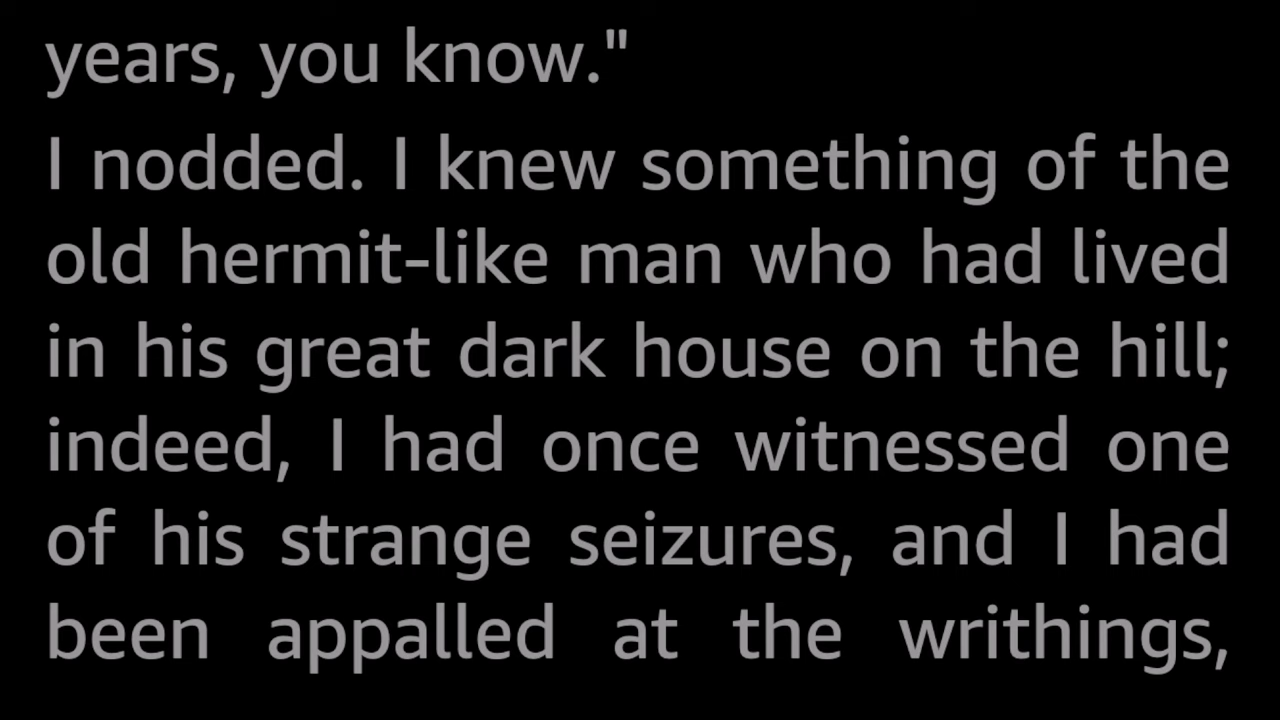 years, you know."
I nodded. I knew something of the
old hermit-like man who had lived
in his great dark house on the hill;
indeed, I had once witnessed one
of his strange seizures, and I had
been appalled at the writhings,